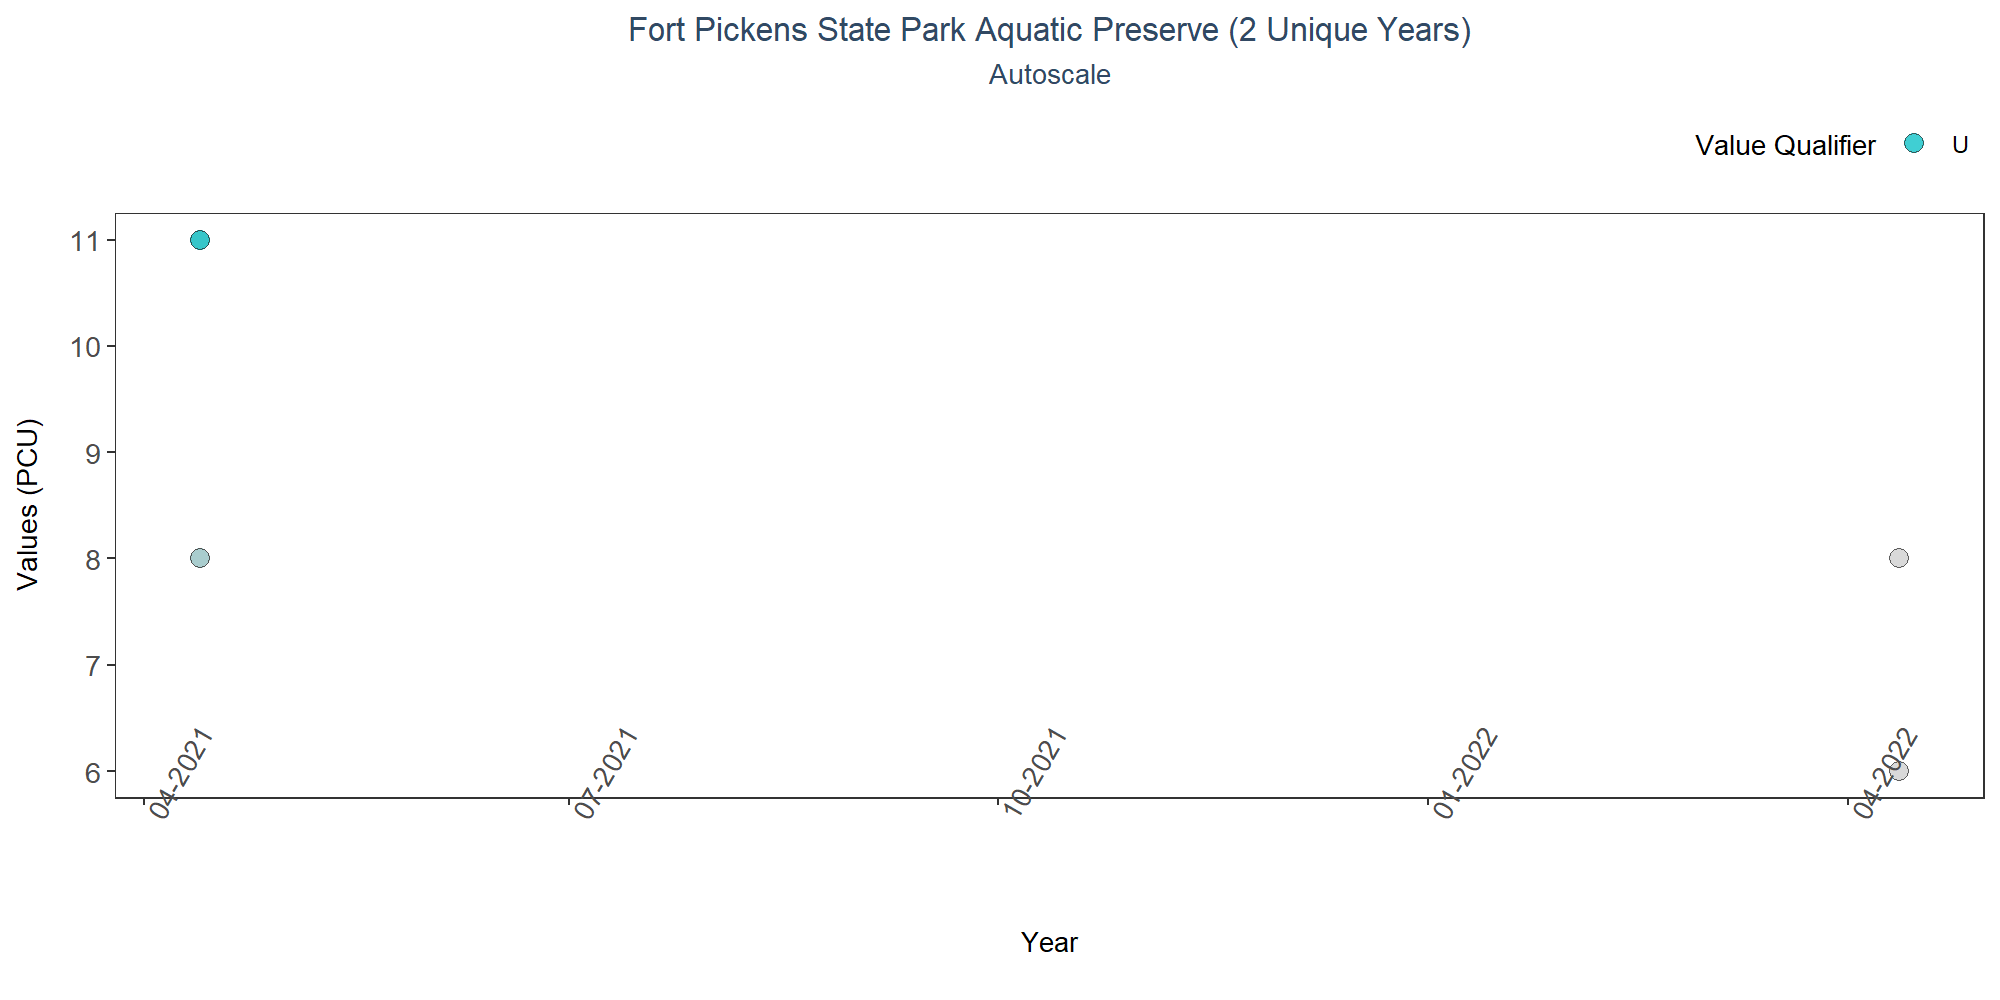 Fort Pickens State Park Aquatic Preserve (2 Unique Years)
Autoscale
Value Qualifier U
Values (PCU)
11
10
9
8
7
6
04-2021 07-2021 10-2021 01-2022 04-2022
Year